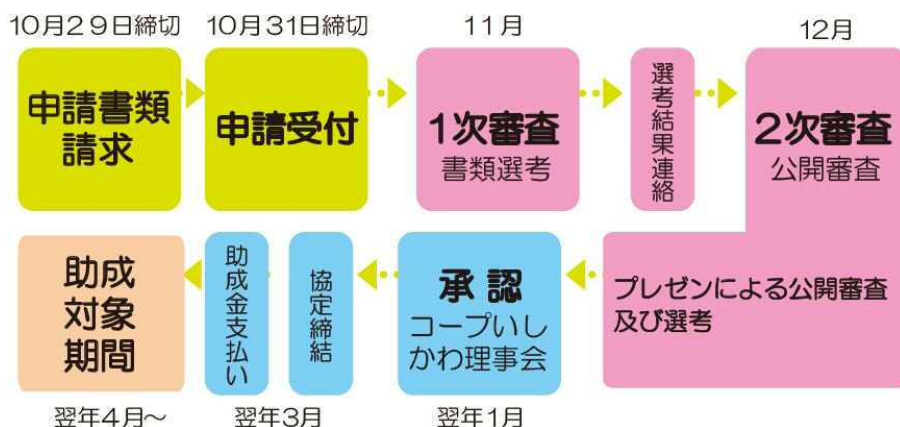 10月29日締切
申請書類
請求
10月31日締切
申請受付
11月
1次審査
書類選考
選考結果連絡
12月
2次審査
公開審査
プレゼンによる公開審査
及び選考
承認
コープいし
かわ理事会
翌年1月
協定締結
助成金支払い
翌年3月
助成
対象
期間
翌年4月～